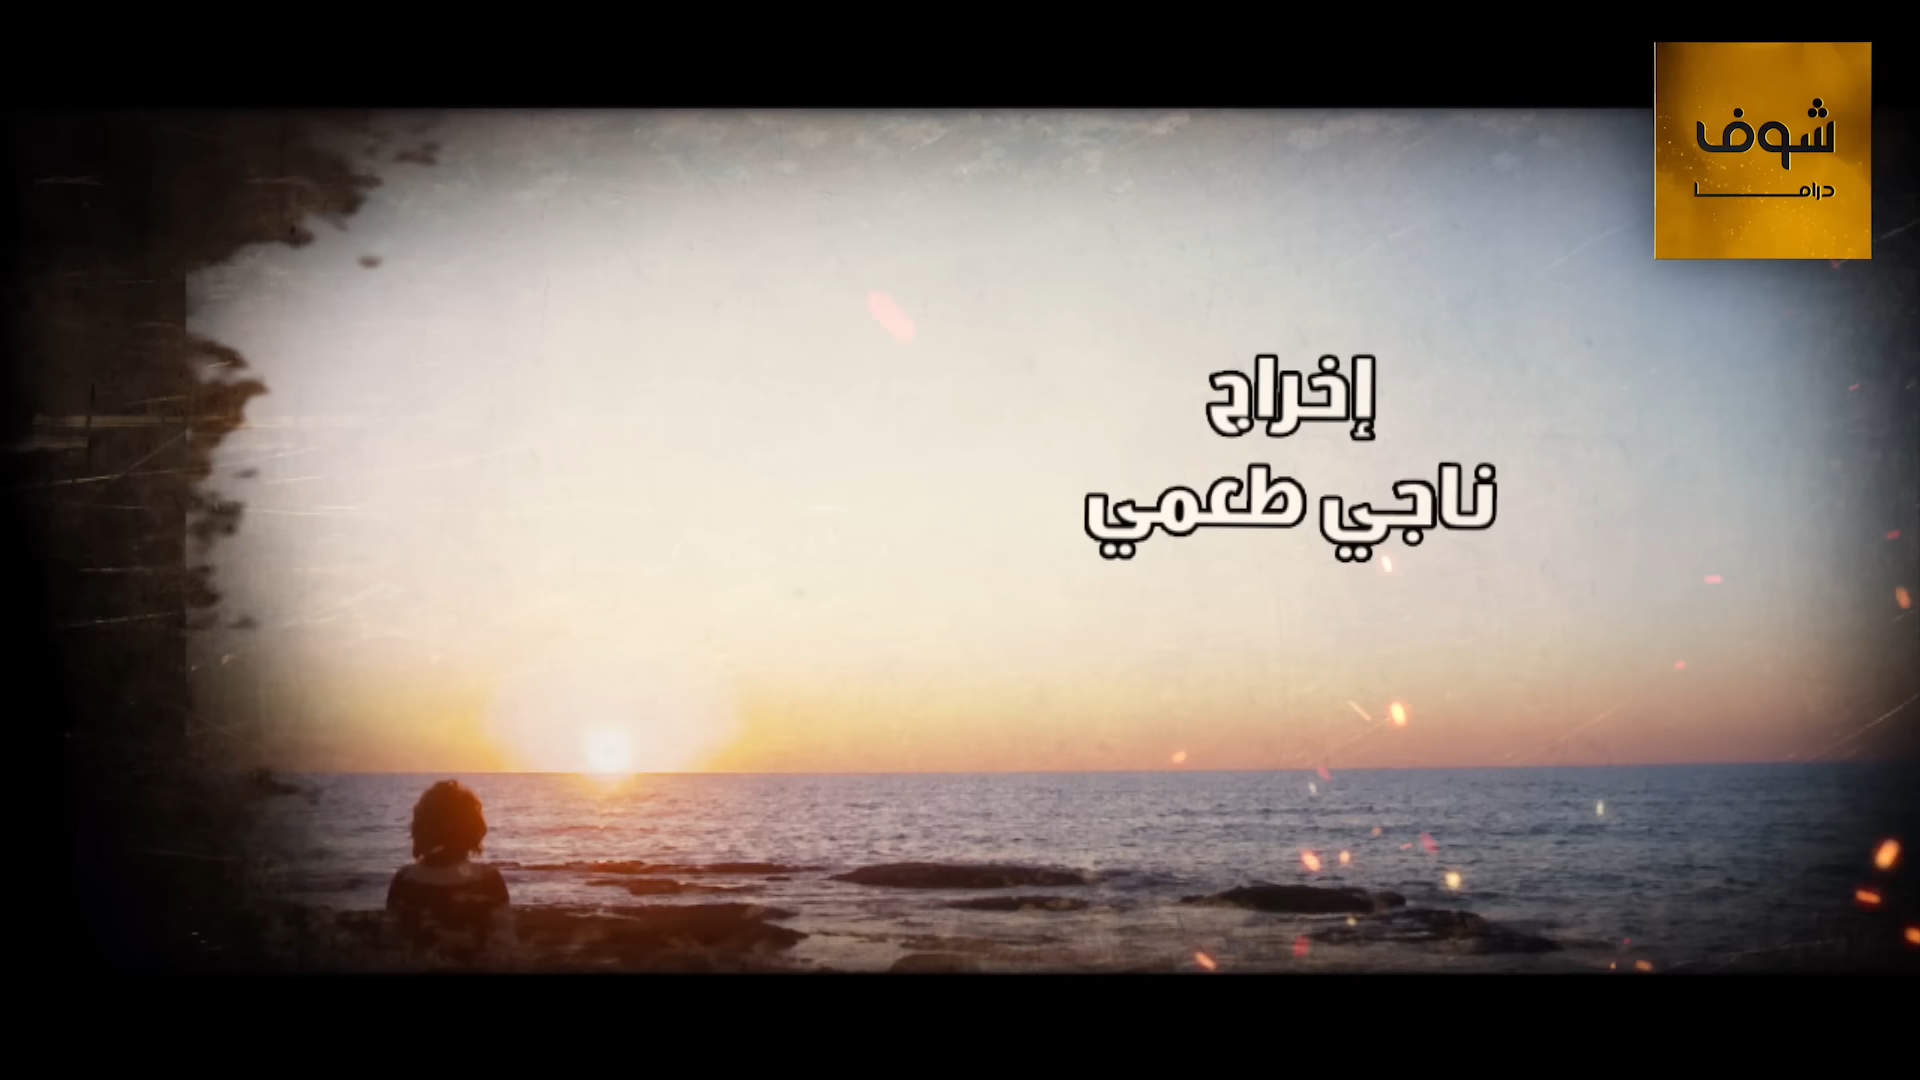 شوف
دراما
إخراج
ناجي طعمي